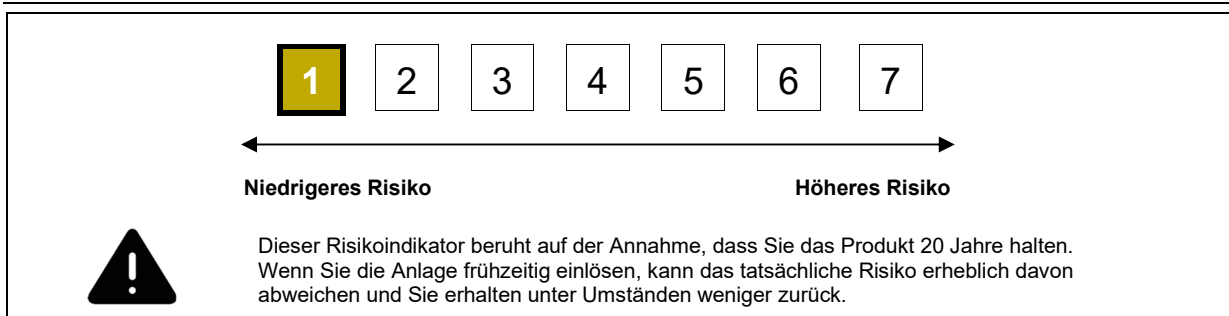 1 2 3 4 5 6 7
Niedrigeres Risiko Höheres Risiko
Dieser Risikoindikator beruht auf der Annahme, dass Sie das Produkt 20 Jahre halten.
Wenn Sie die Anlage frühzeitig einlösen, kann das tatsächliche Risiko erheblich davon
abweichen und Sie erhalten unter Umständen weniger zurück.